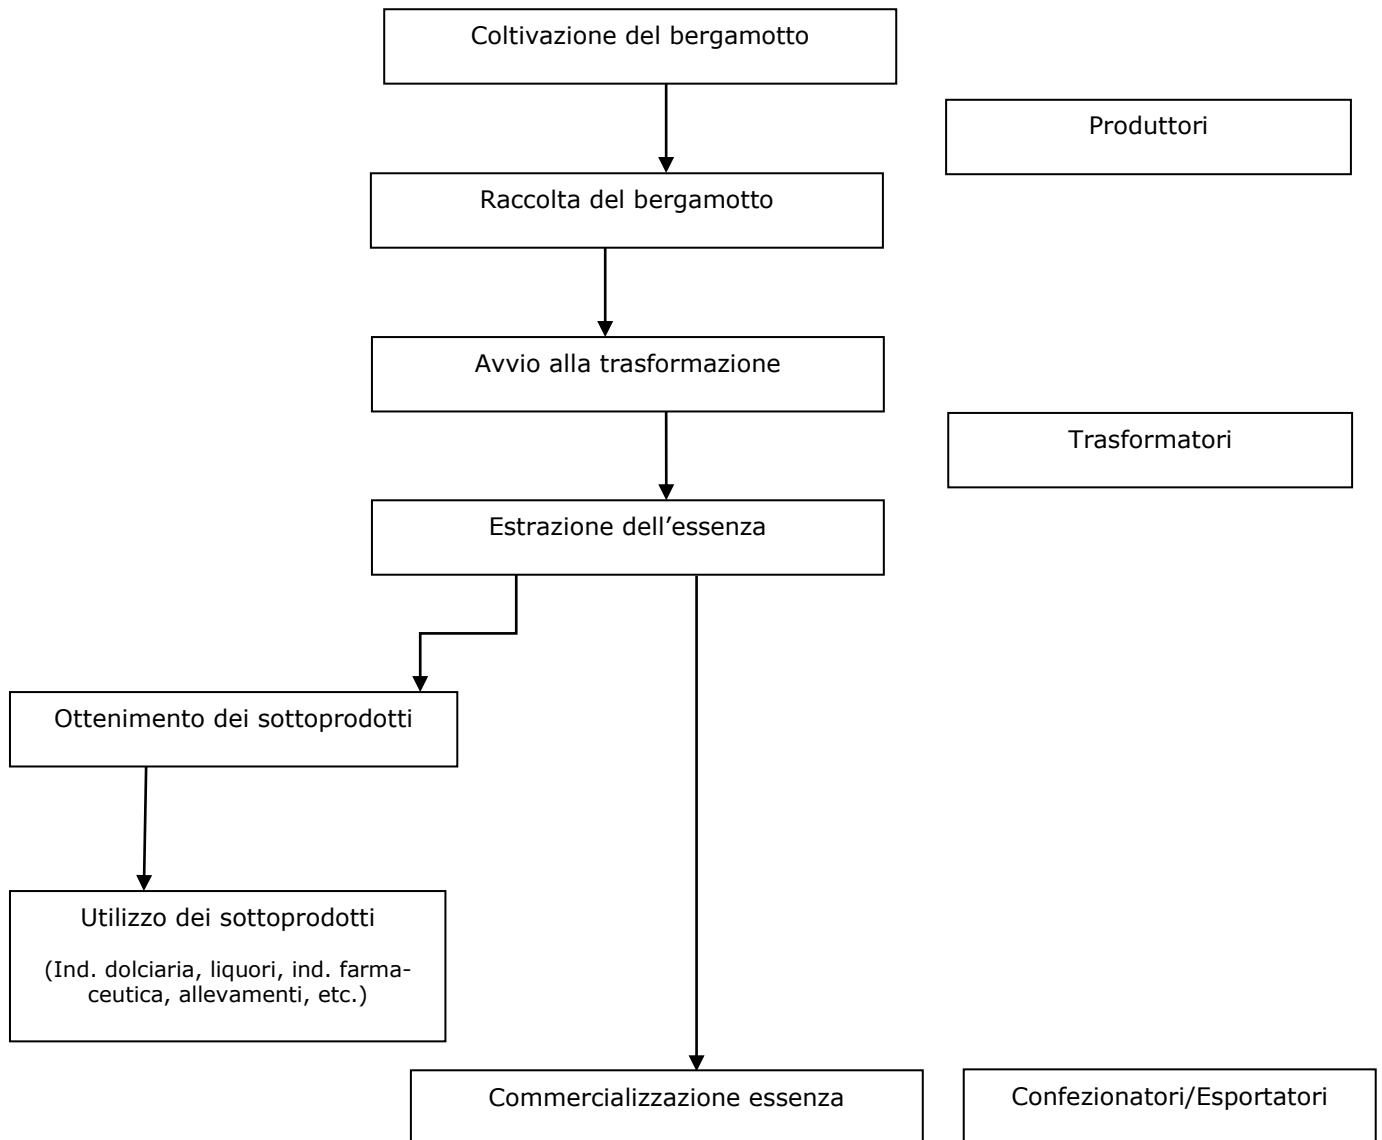 Coltivazione del bergamotto
Produttori
Raccolta del bergamotto
Avvio alla trasformazione
Trasformatori
Estrazione dell’essenza
Ottenimento dei sottoprodotti
Utilizzo dei sottoprodotti
(Ind. dolciaria, liquori, ind. farma-
ceutica, allevamenti, etc.)
Commercializzazione essenza
Confezionatori/Esportatori